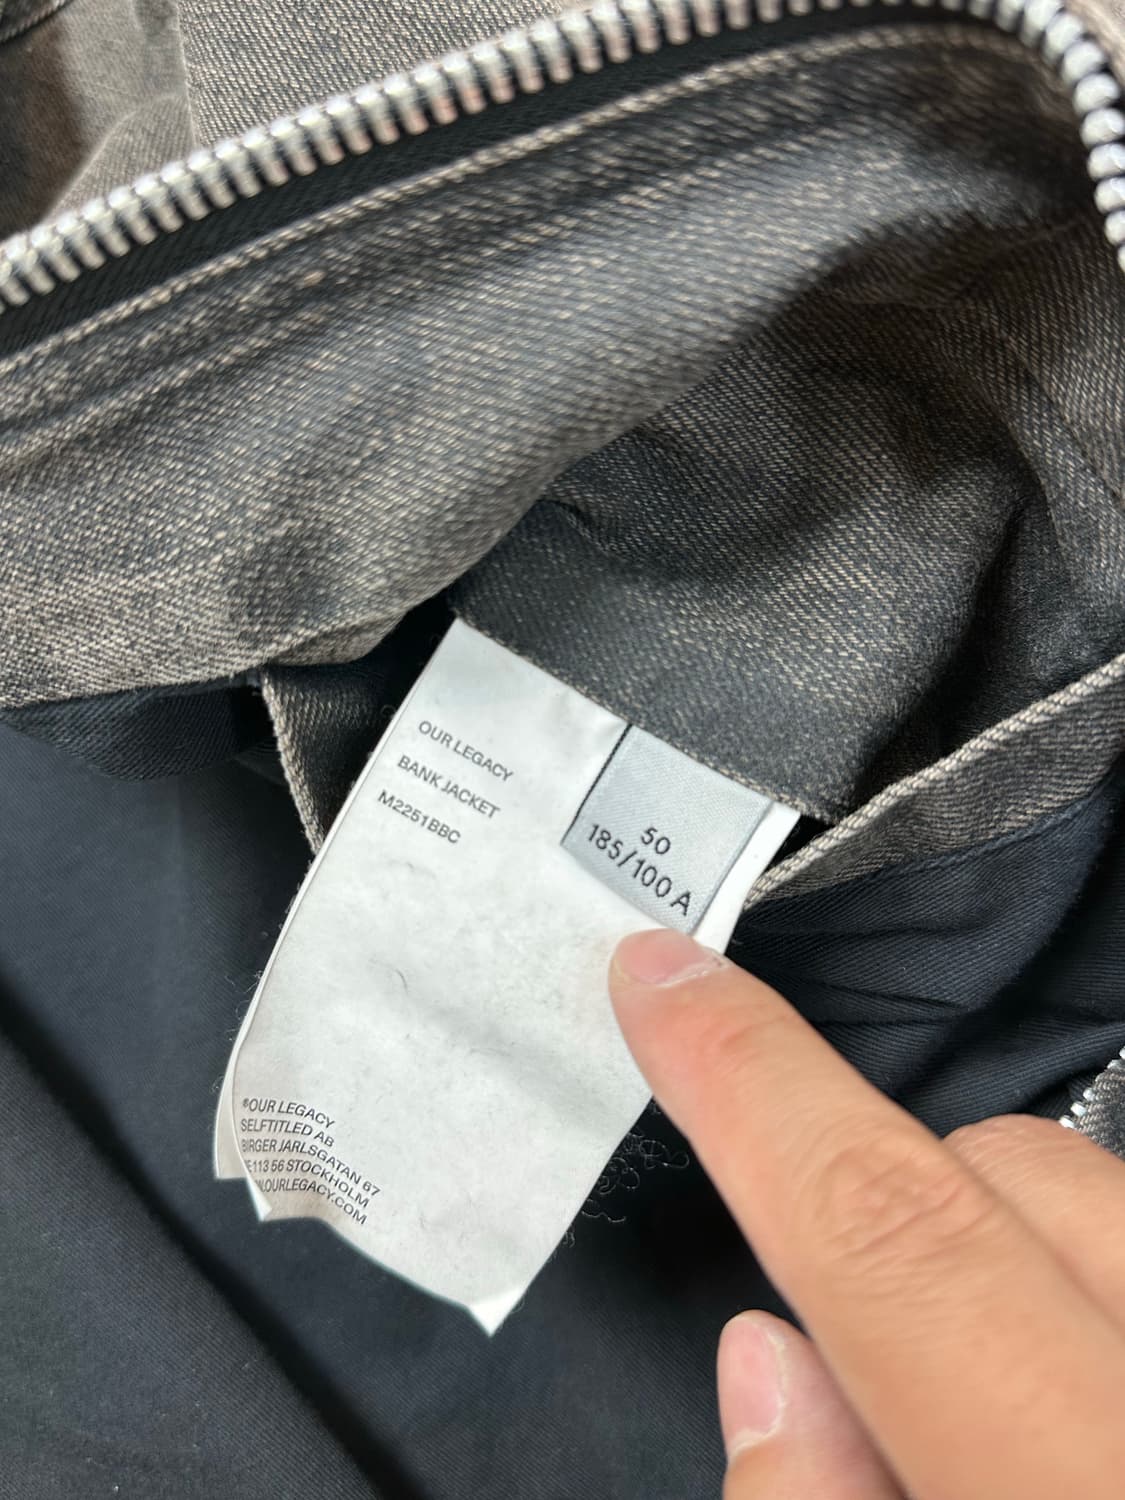 OUR LEGACY
BANK JACKET
M2251BBC
50
185/100 A
®OUR LEGACY
SELFTITLED AB
BIRGER JARLSGATAN 67
113 56 STOCKHOLM
OURLEGACY.COM